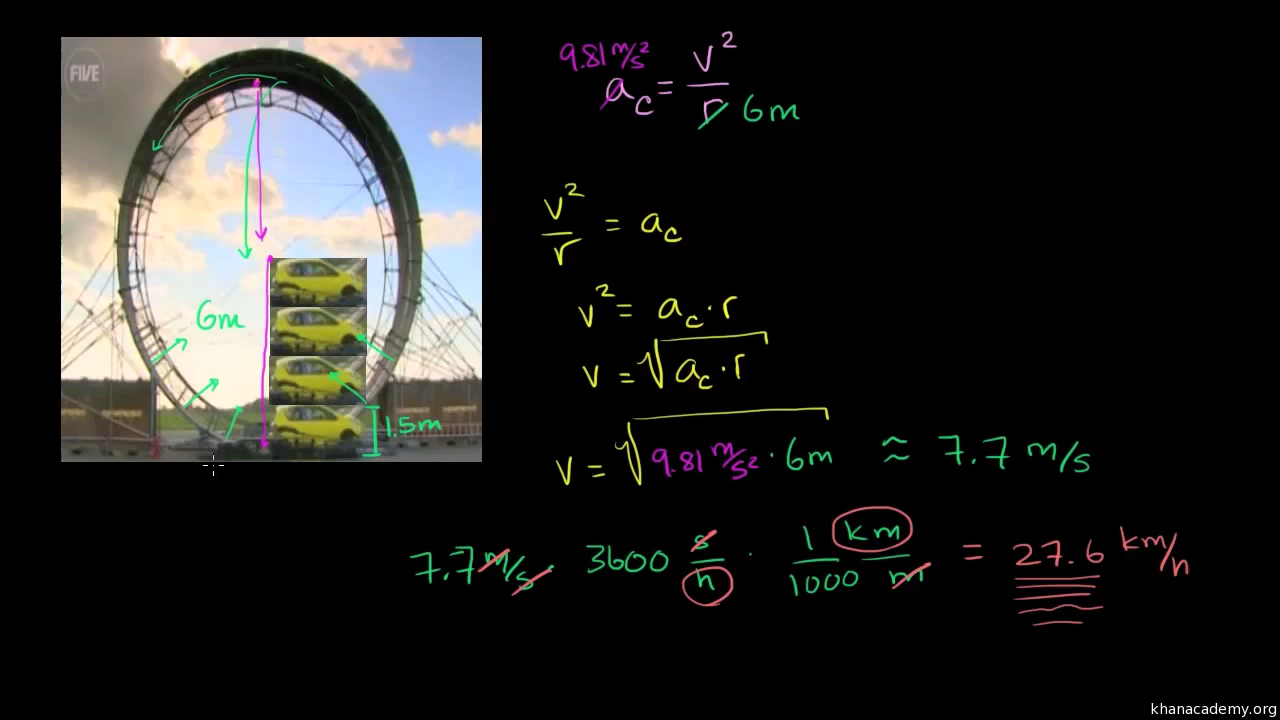 FIVE
6m
1.5m
9.81 m/s²
a_c = v²/r 6m
v²/r = a_c
v² = a_c · r
v = √(a_c · r)
v = √(9.81 m/s² · 6m) ≈ 7.7 m/s
7.7 m/s · 3600 s/h · 1/1000 km/m = 27.6 km/h
khanacademy.org